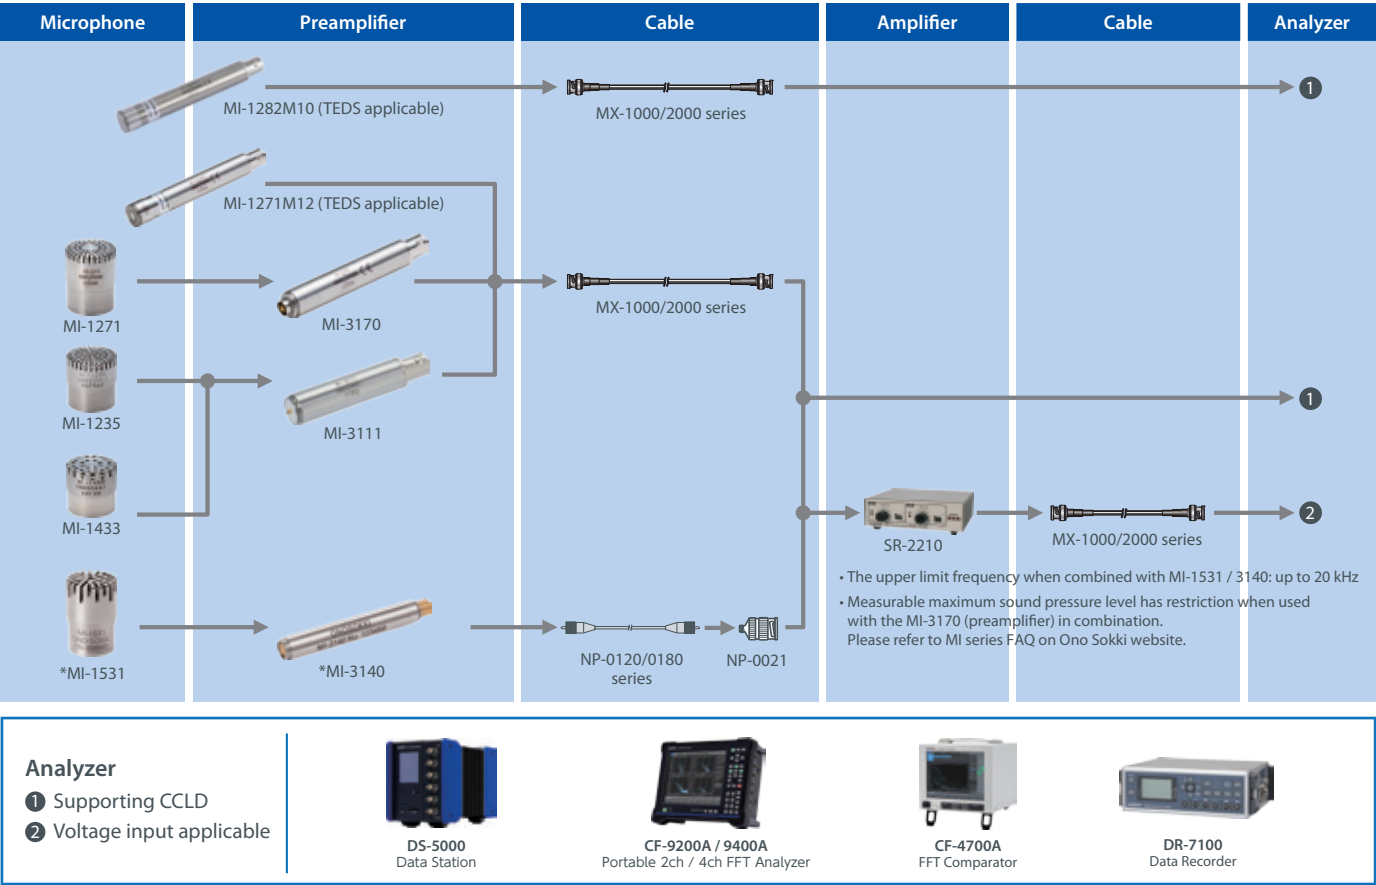 Microphone
Preamplifier
Cable
Amplifier
Cable
Analyzer
MI-1282M10 (TEDS applicable)
MX-1000/2000 series
1
MI-1271M12 (TEDS applicable)
MI-1271
MI-3170
MX-1000/2000 series
MI-1235
MI-3111
1
MI-1433
SR-2210
MX-1000/2000 series
2
• The upper limit frequency when combined with MI-1531 / 3140: up to 20 kHz
• Measurable maximum sound pressure level has restriction when used
with the MI-3170 (preamplifier) in combination.
Please refer to MI series FAQ on Ono Sokki website.
*MI-1531
*MI-3140
NP-0120/0180
series
NP-0021
Analyzer
1 Supporting CCLD
2 Voltage input applicable
DS-5000
Data Station
CF-9200A / 9400A
Portable 2ch / 4ch FFT Analyzer
CF-4700A
FFT Comparator
DR-7100
Data Recorder